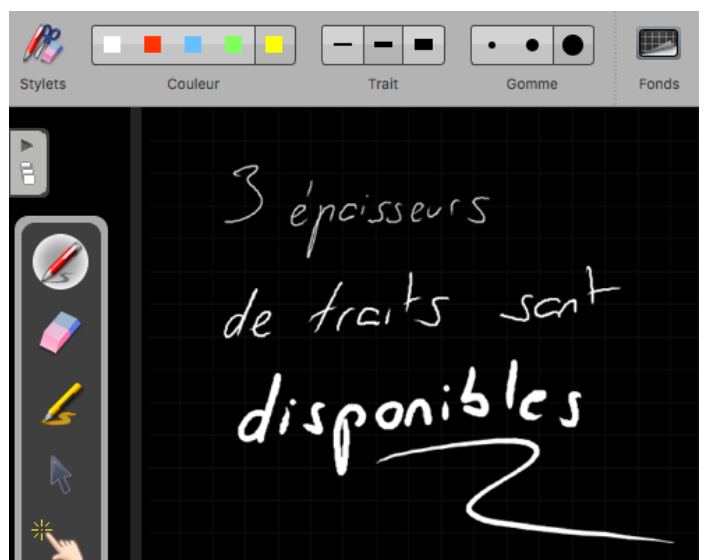 Stylets Couleur Trait Gomme Fonds
3 épaisseurs
de traits sont
disponibles